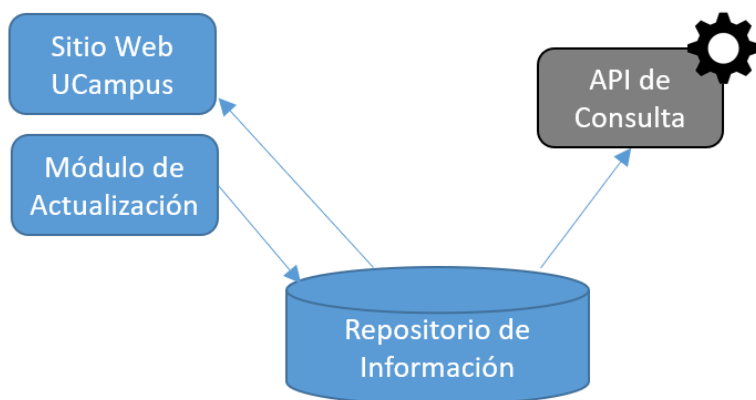 Sitio Web
UCampus
API de
Consulta
Módulo de
Actualización
Repositorio de
Información